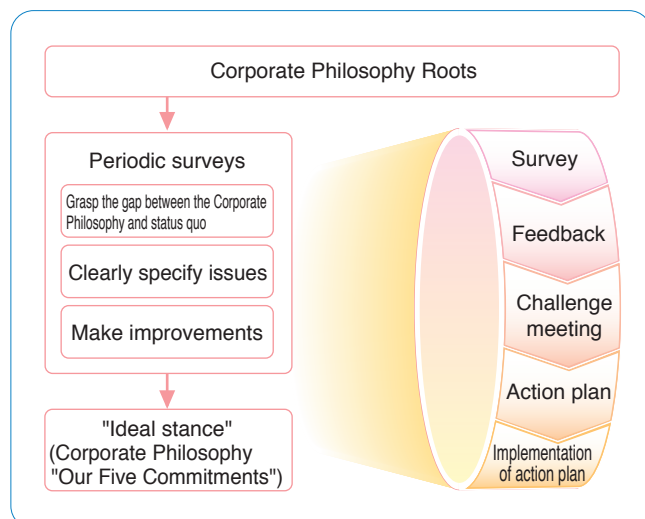 Corporate Philosophy Roots
Periodic surveys
Grasp the gap between the Corporate
Philosophy and status quo
Clearly specify issues
Make improvements
"Ideal stance"
(Corporate Philosophy
"Our Five Commitments")
Survey
Feedback
Challenge
meeting
Action plan
Implementation
of action plan